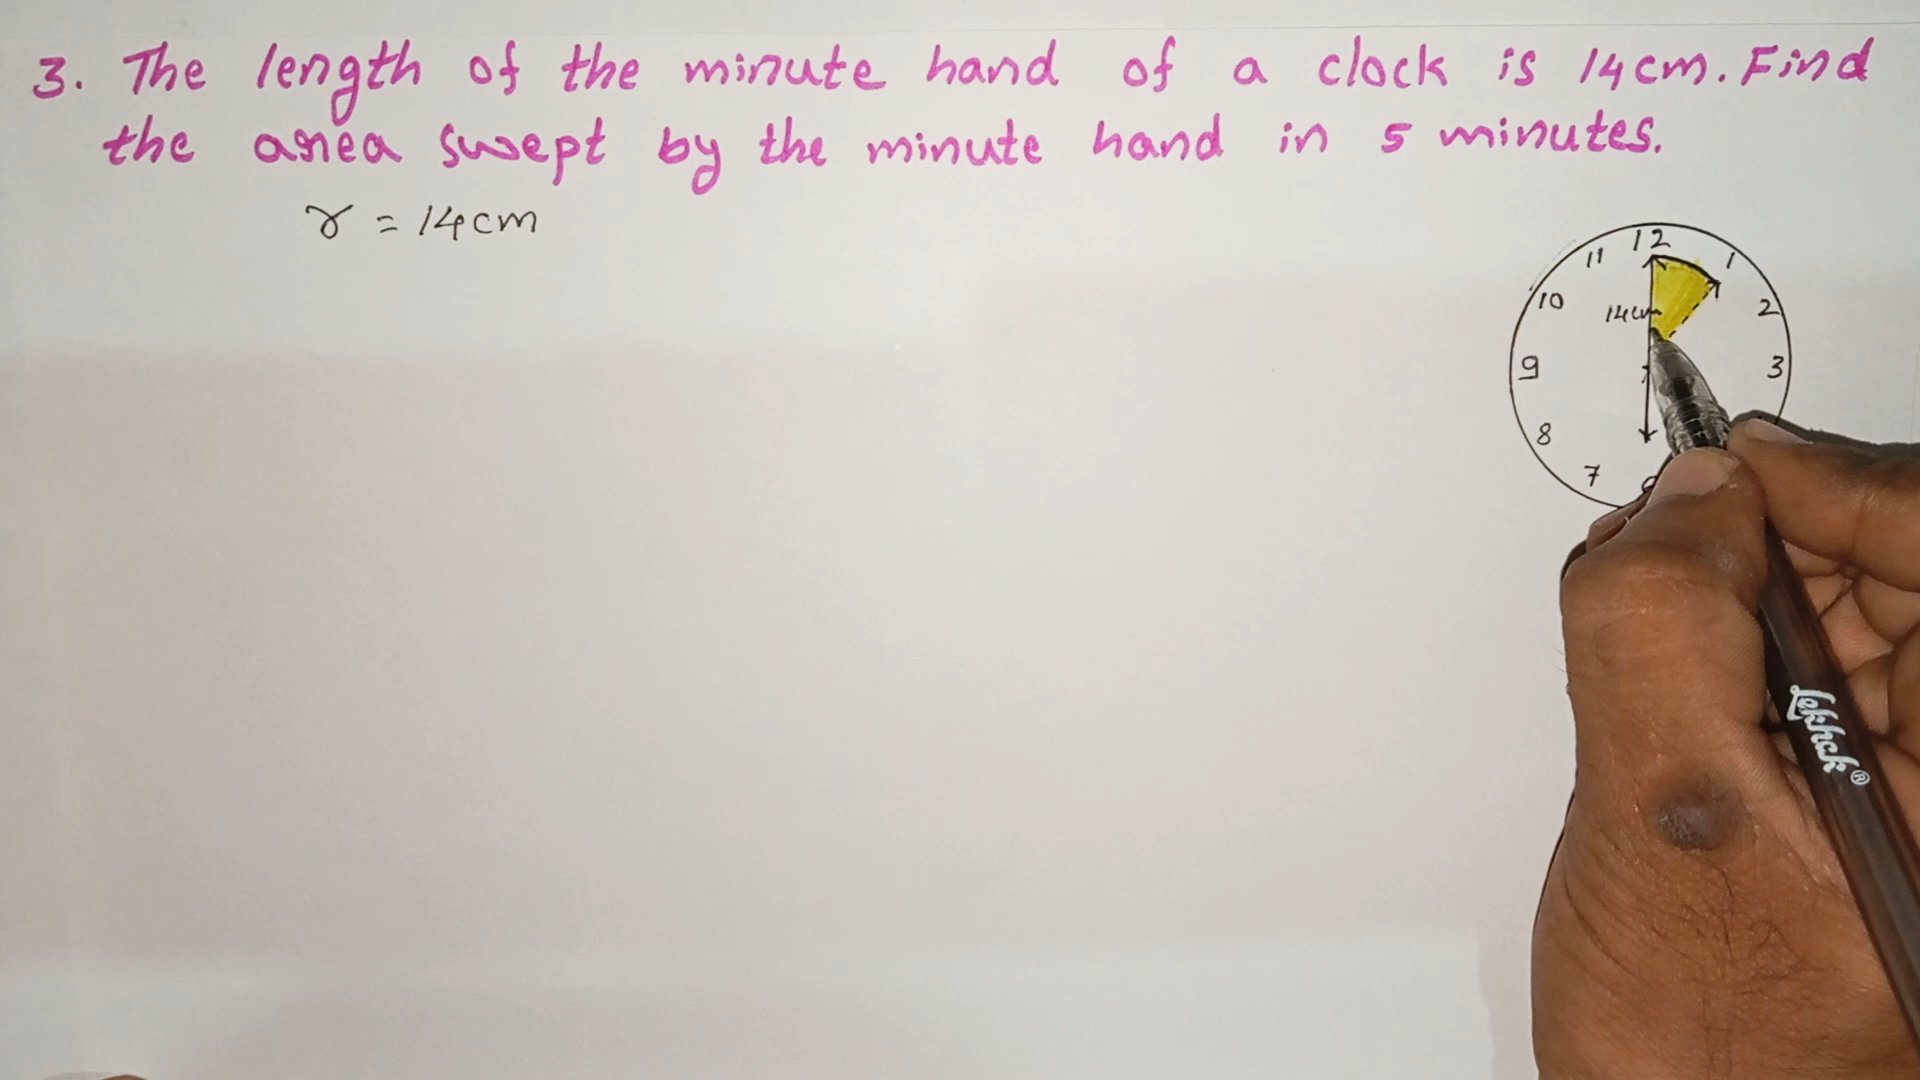 3. The length of the minute hand of a clock is 14cm. Find
the area swept by the minute hand in 5 minutes.
r = 14cm
12
11
1
10
2
14cm
9
3
8
7
Lekhak®